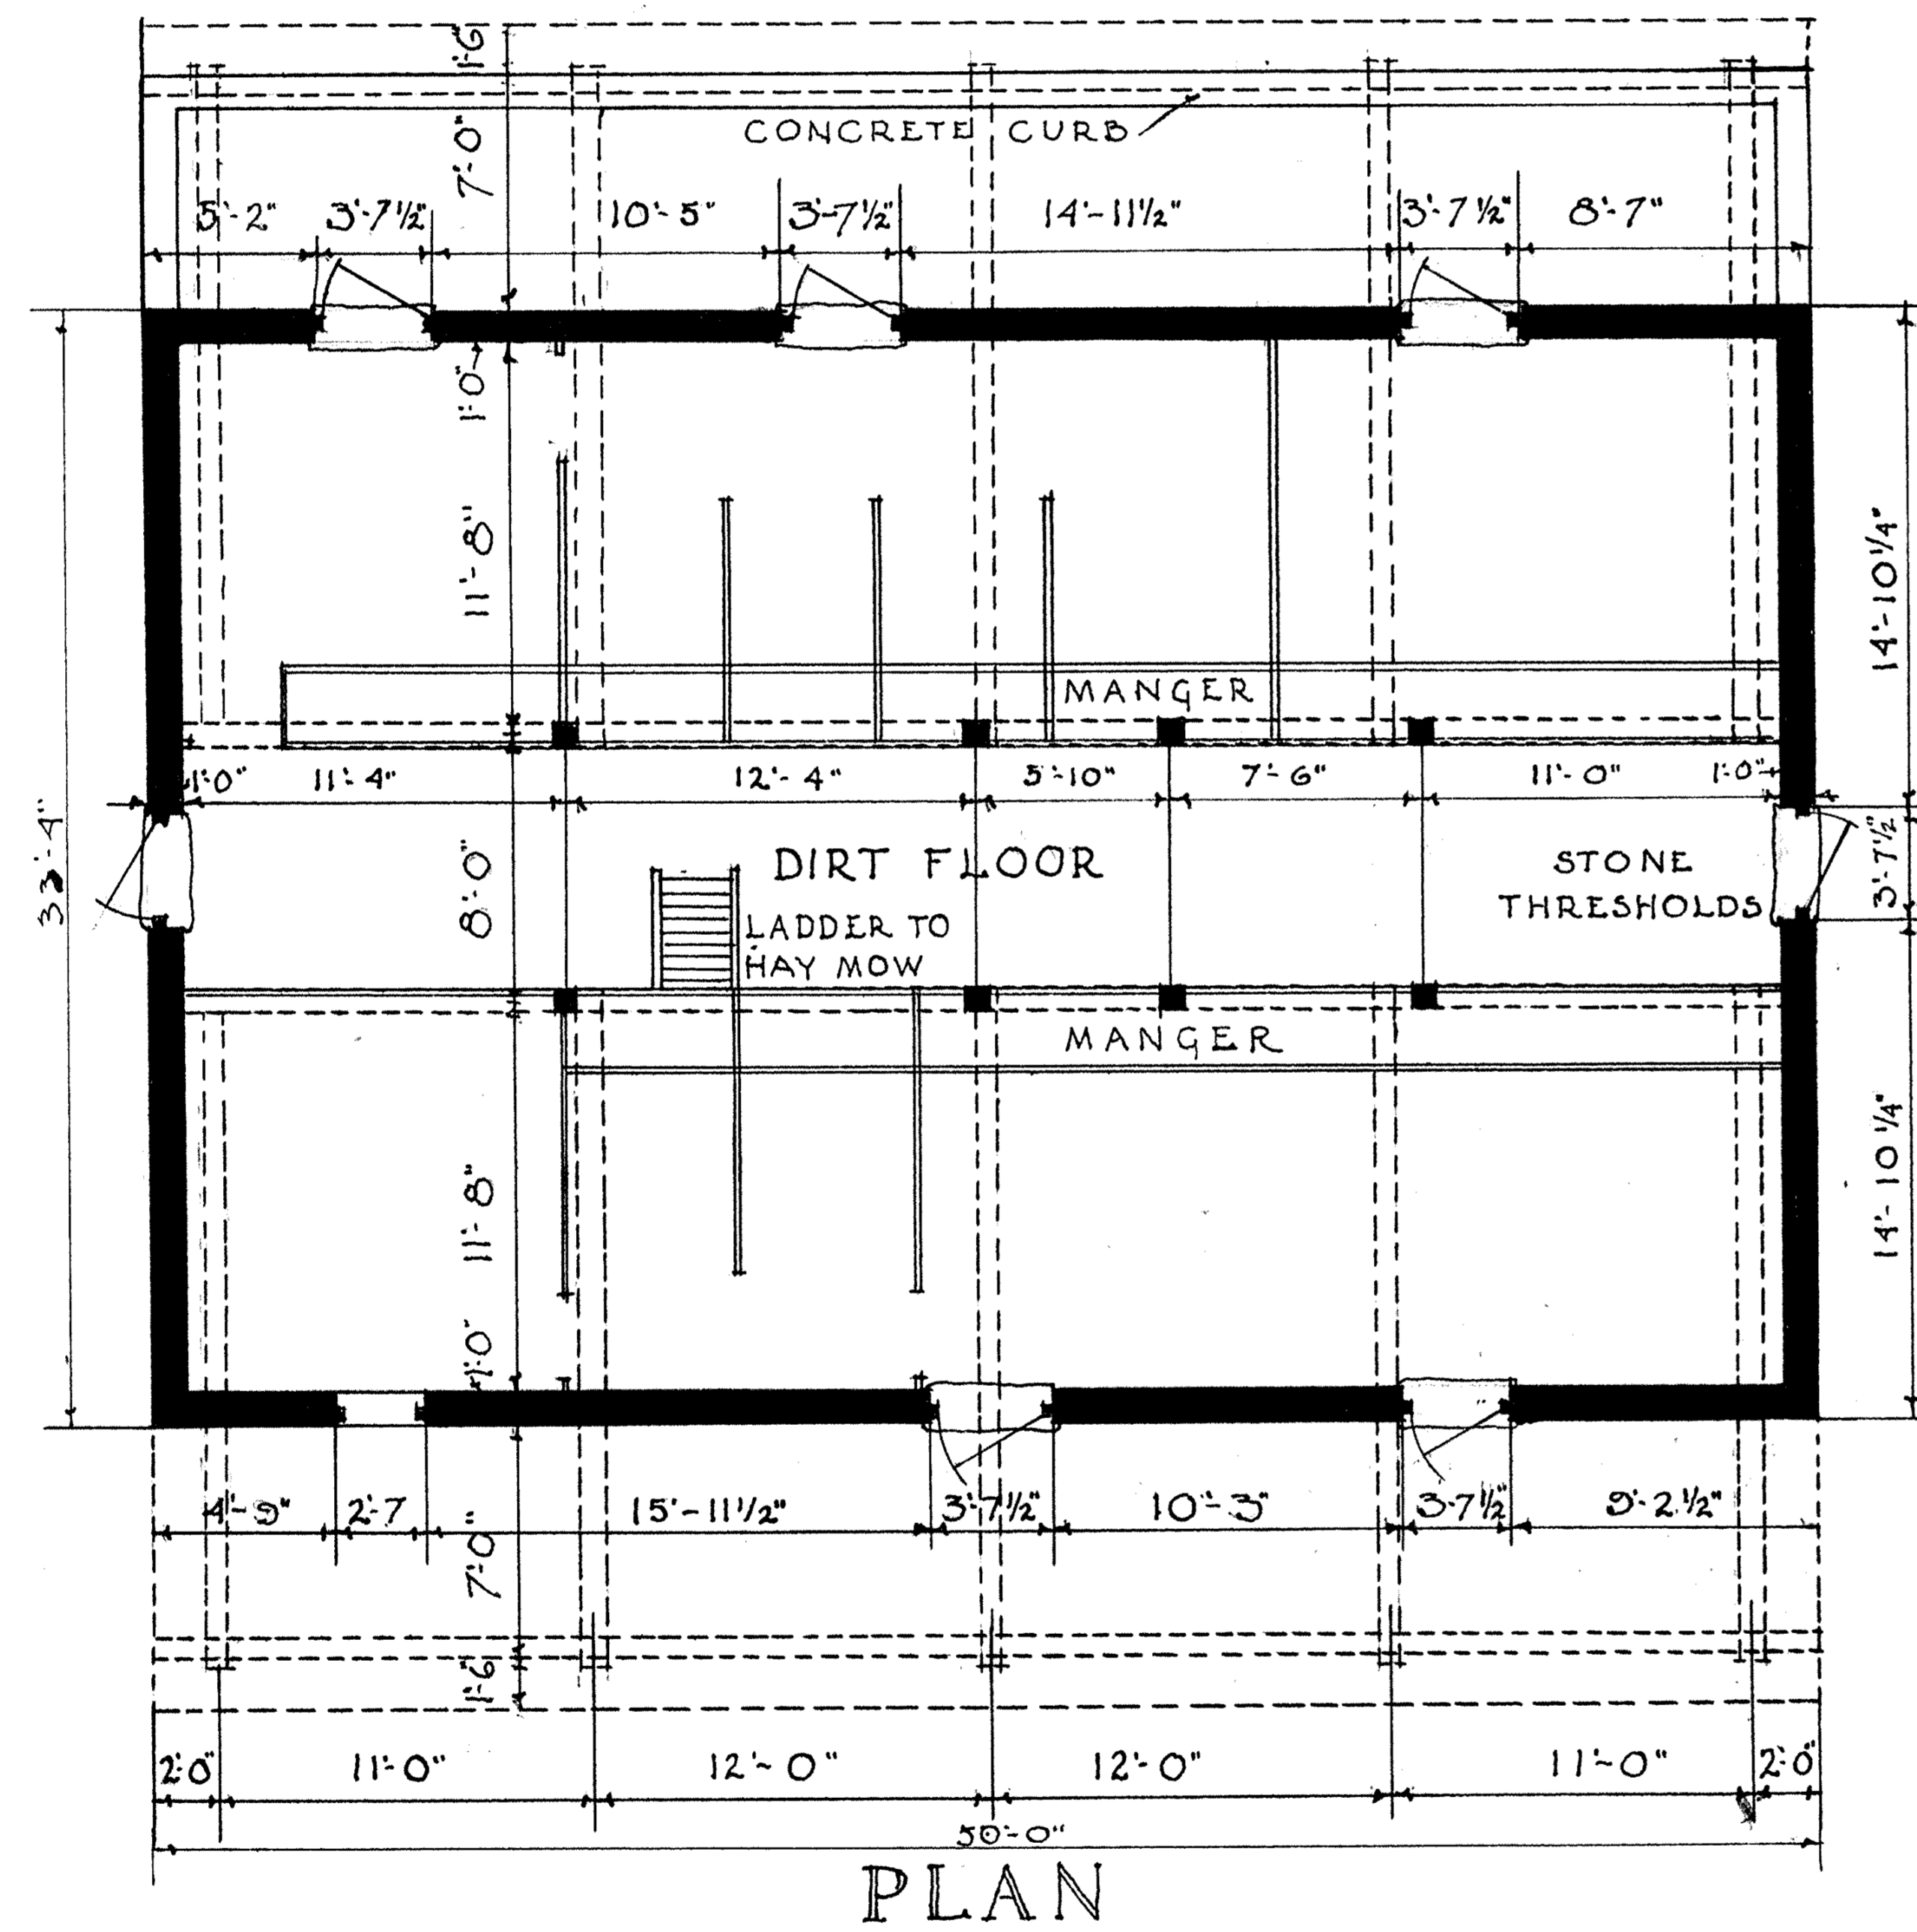 1'-6"
CONCRETE CURB
7'-0"
5'-2" 3'-7½" 10'-5" 3'-7½" 14'-11½" 3'-7½" 8'-7"
1'-0"
11'-8"
14'-10¼"
MANGER
1'-0" 11'-4" 12'-4" 5'-10" 7'-6" 11'-0" 1'-0"
33'-4"
8'-0"
DIRT FLOOR
STONE
THRESHOLDS
3'-7½"
LADDER TO
HAY MOW
MANGER
11'-8"
14'-10¼"
1'-0"
4'-9" 2'-7 15'-11½" 3'-7½" 10'-3" 3-7½" 9'-2½"
7'-0"
1'-6"
2'-0" 11'-0" 12'-0" 12'-0" 11'-0" 2'-0"
50'-0"
PLAN